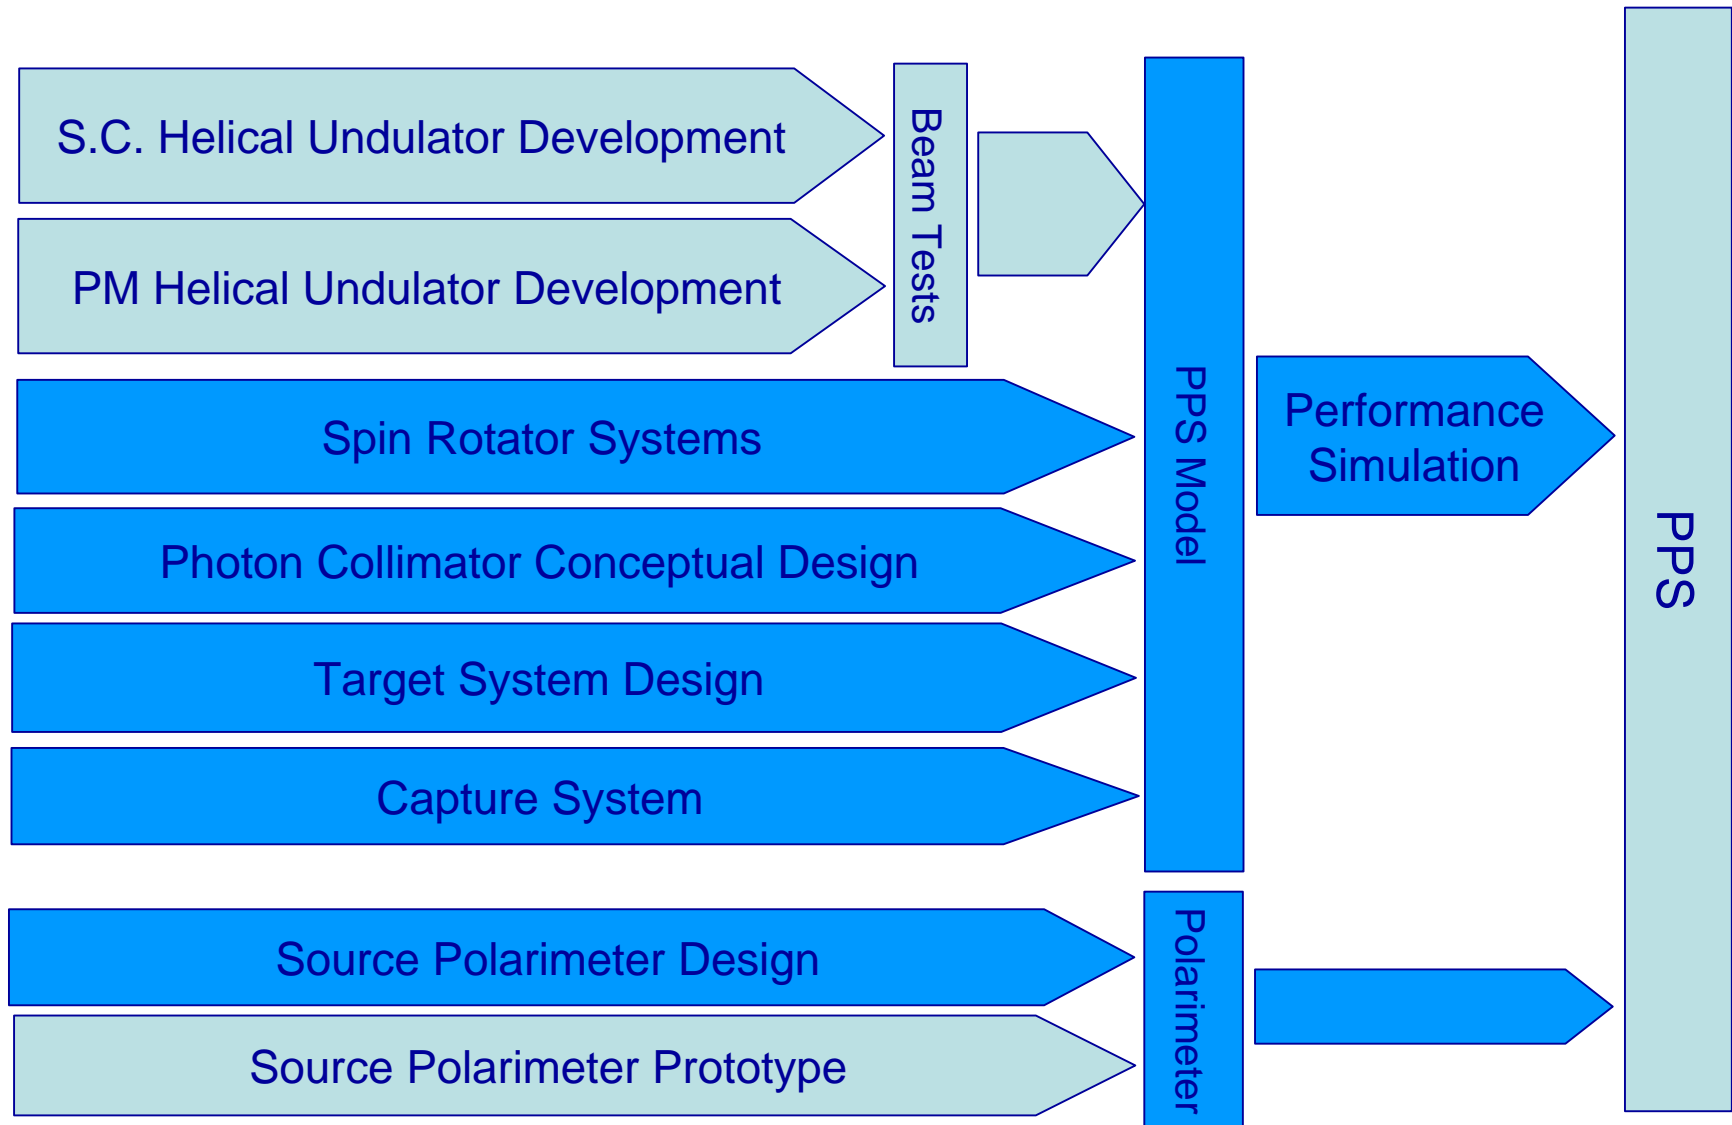 S.C. Helical Undulator Development
PM Helical Undulator Development
Beam Tests
Spin Rotator Systems
Photon Collimator Conceptual Design
Target System Design
Capture System
PPS Model
Performance
Simulation
Source Polarimeter Design
Source Polarimeter Prototype
Polarimeter
PPS